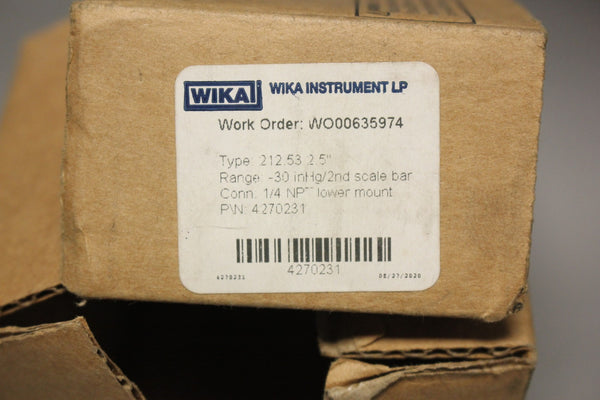 WIKA WIKA INSTRUMENT LP
Work Order: WO00635974
Type: 212.53 2.5"
Range: -30 inHg/2nd scale bar
Conn: 1/4 NPT lower mount
P\N: 4270231
4270231
4270231 08/27/2020